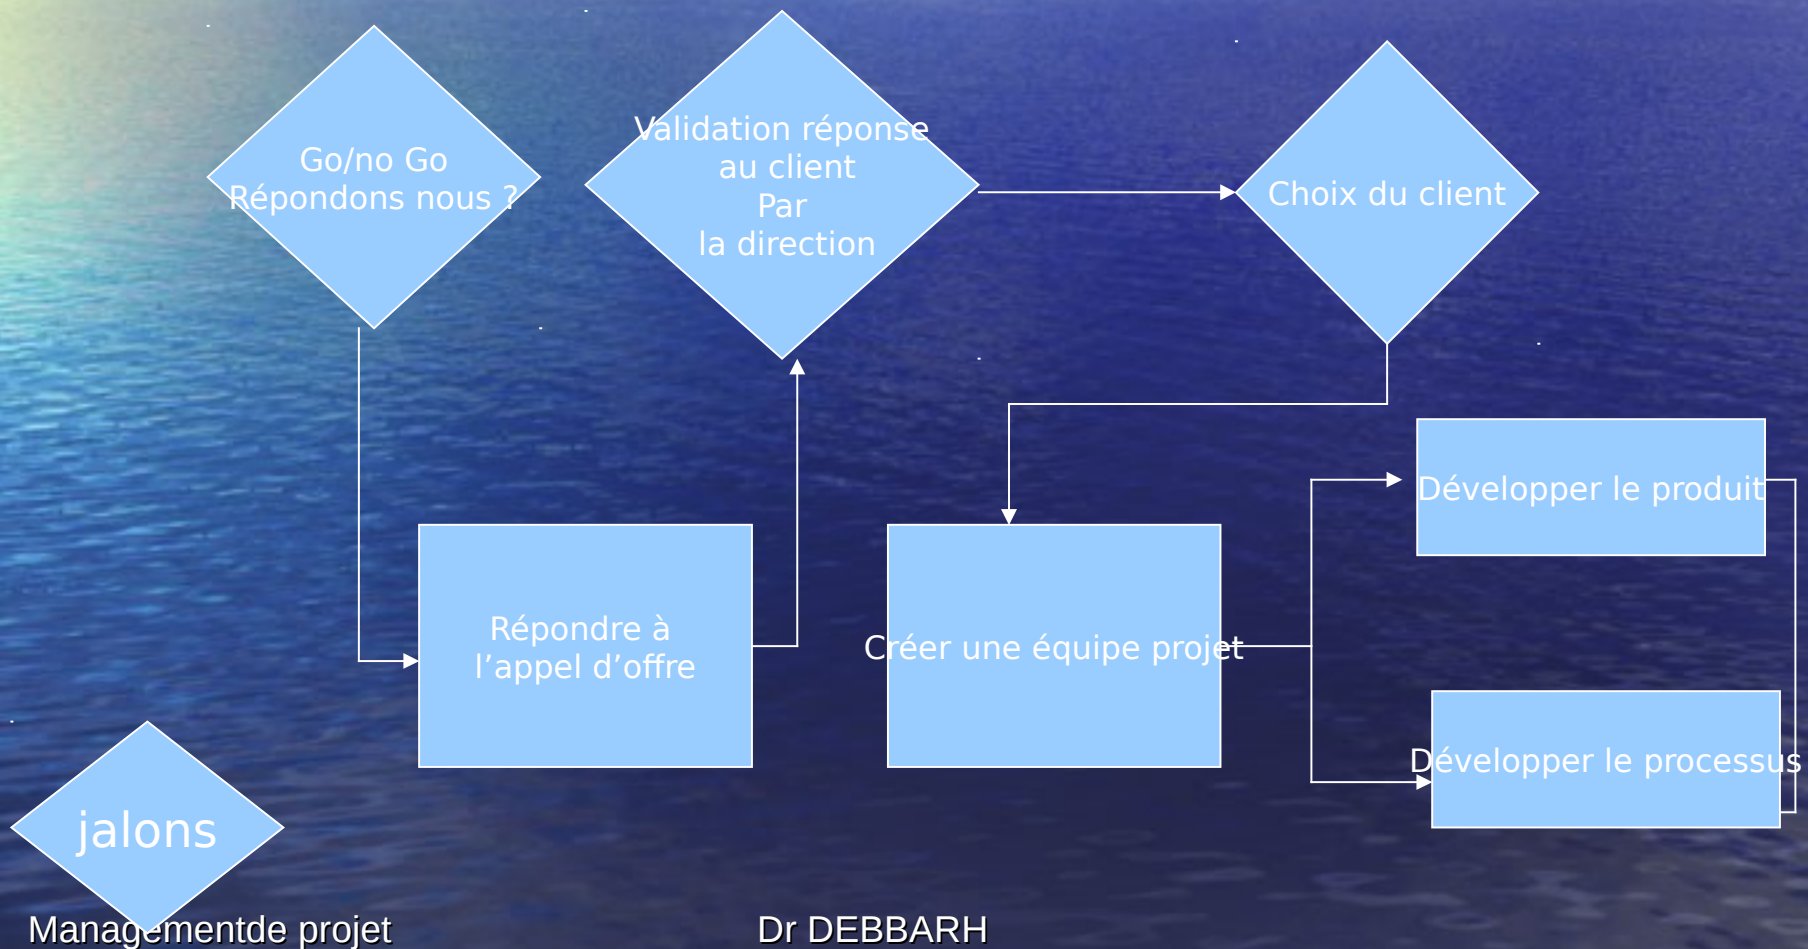 Go/no Go
Répondons nous ?
Validation réponse
au client
Par
la direction
Choix du client
Développer le produit
Répondre à
l’appel d’offre
Créer une équipe projet
Développer le processus
jalons
Managementde projet
Dr DEBBARH